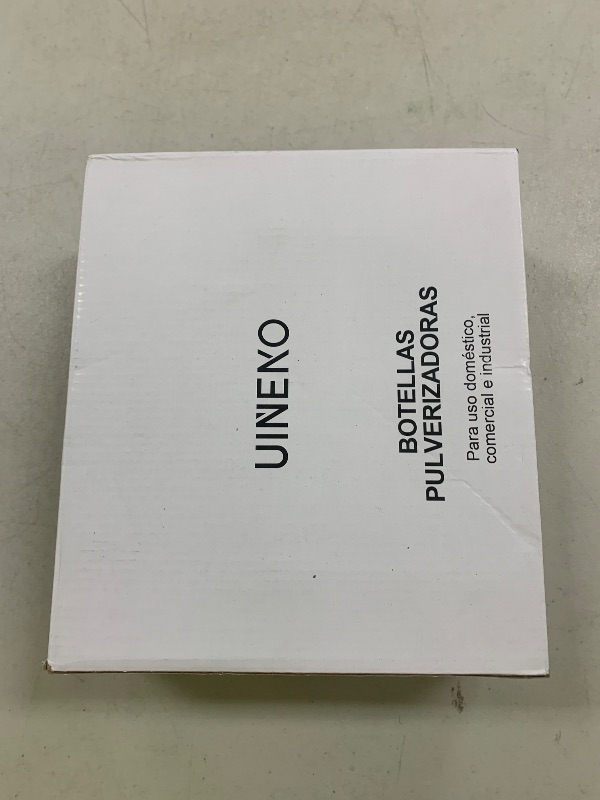 UINEKO
BOTELLAS
PULVERIZADORAS
Para uso doméstico,
comercial e industrial